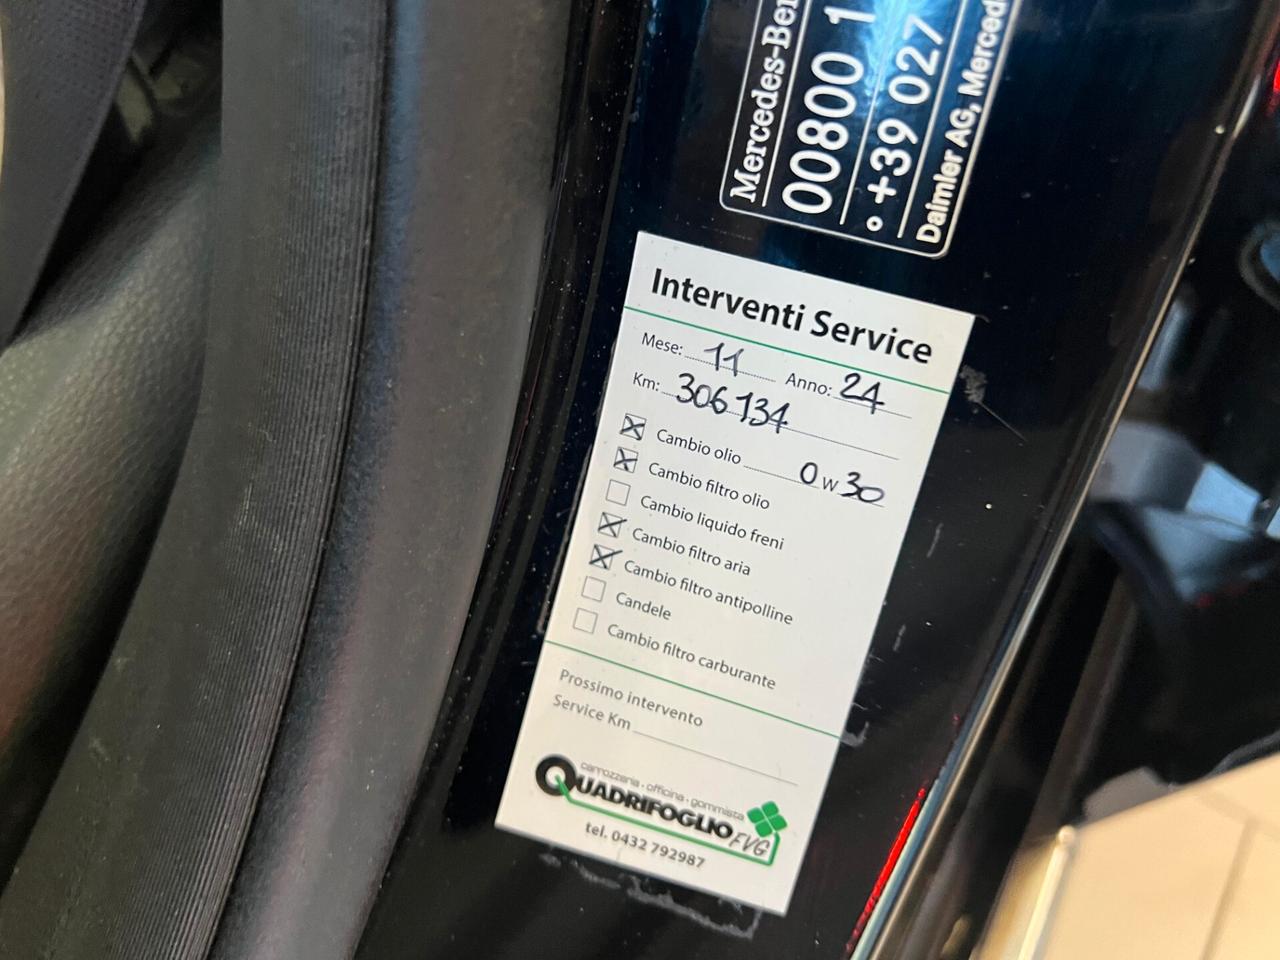 Mercedes-Ben
00800 1
° +39 027
Daimler AG, Merced
Interventi Service
Mese: 11 Anno: 24
Km: 306134
Cambio olio 0 W 30
Cambio filtro olio
Cambio liquido freni
Cambio filtro aria
Cambio filtro antipolline
Candele
Cambio filtro carburante
Prossimo intervento
Service Km
carrozzeria • officina • gommista
QUADRIFOGLIO FVG
tel. 0432 792987